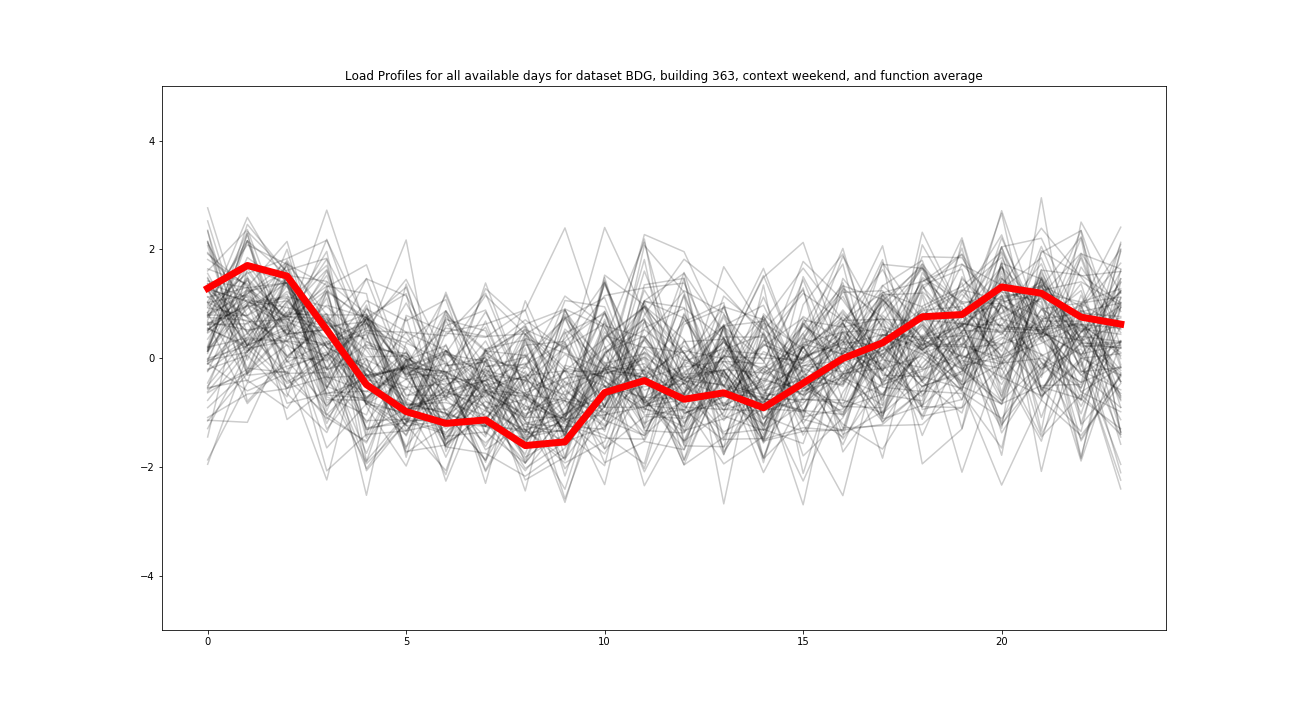 Load Profiles for all available days for dataset BDG, building 363, context weekend, and function average
4
2
0
−2
−4
0 5 10 15 20